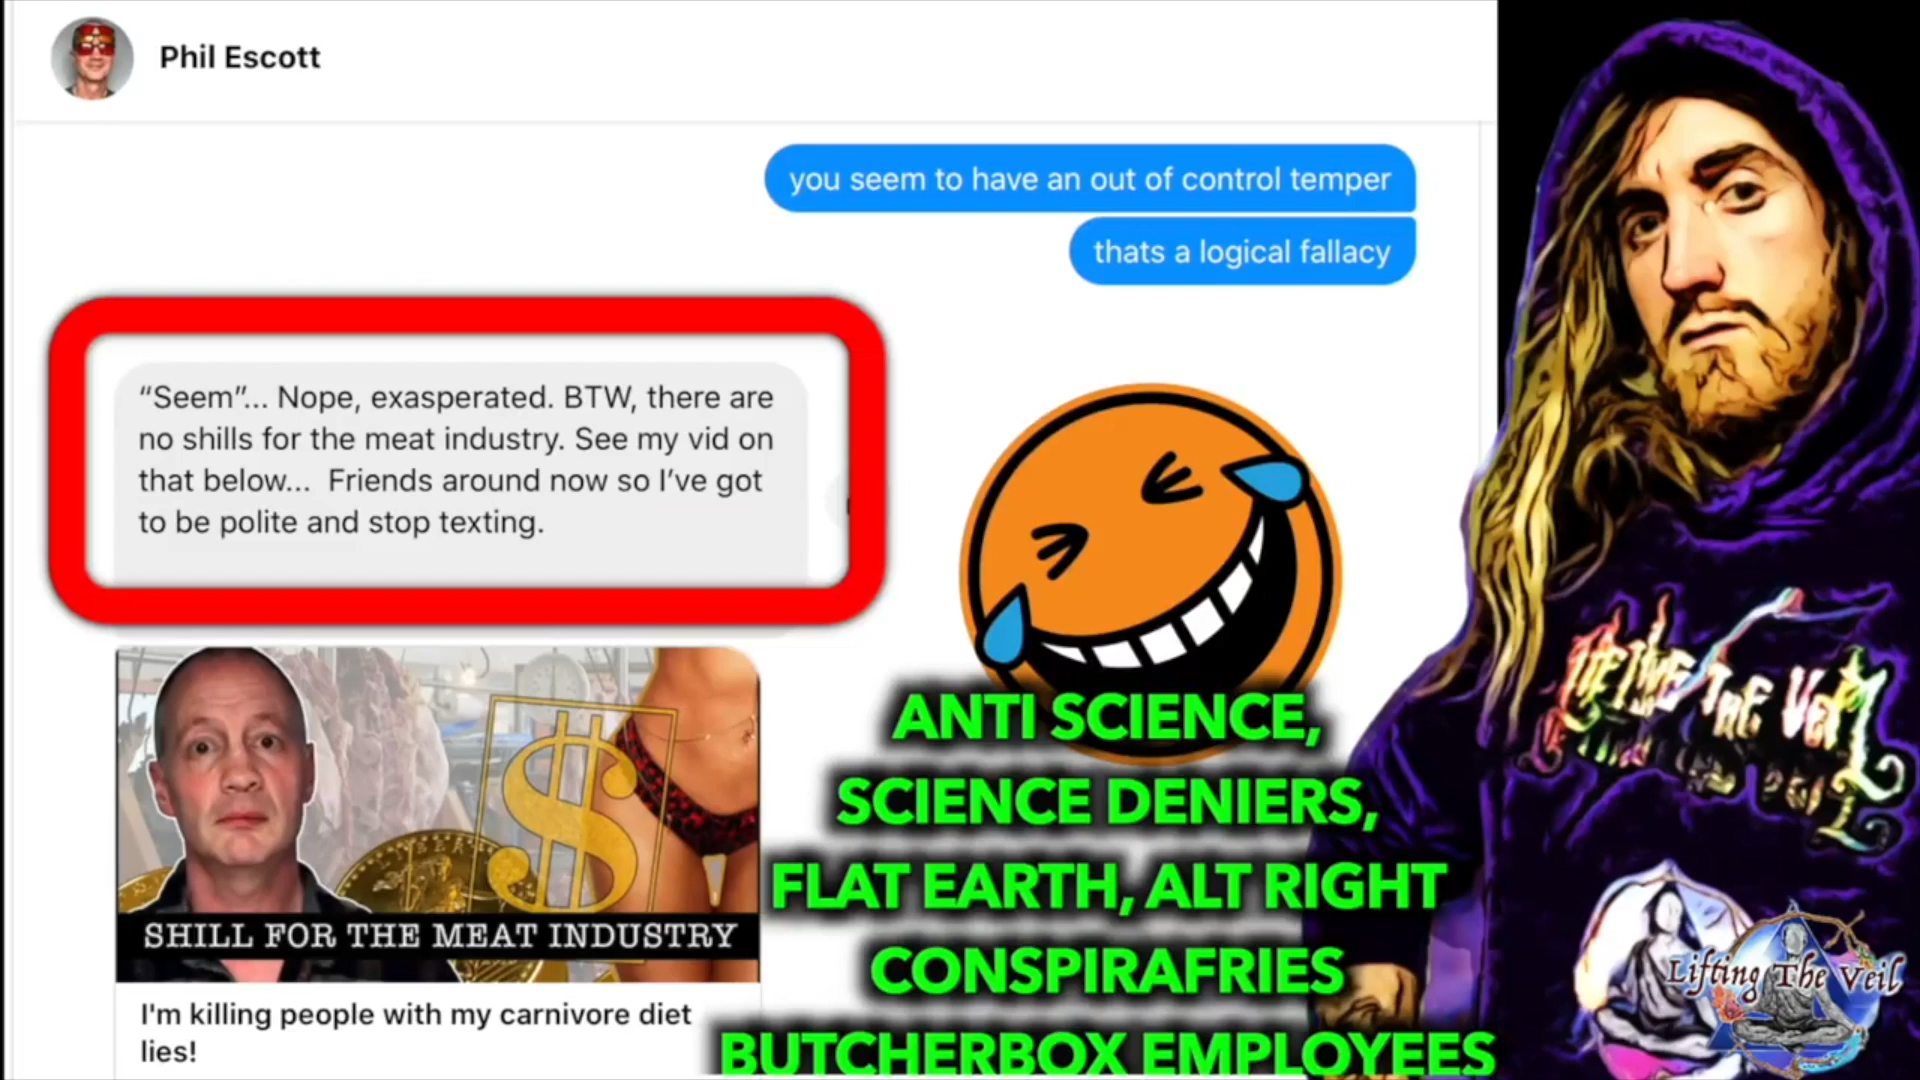 Phil Escott
you seem to have an out of control temper
thats a logical fallacy
“Seem”... Nope, exasperated. BTW, there are
no shills for the meat industry. See my vid on
that below... Friends around now so I’ve got
to be polite and stop texting.
SHILL FOR THE MEAT INDUSTRY
I'm killing people with my carnivore diet
lies!
ANTI SCIENCE,
SCIENCE DENIERS,
FLAT EARTH, ALT RIGHT
CONSPIRAFRIES
BUTCHERBOX EMPLOYEES
Lifting The Veil